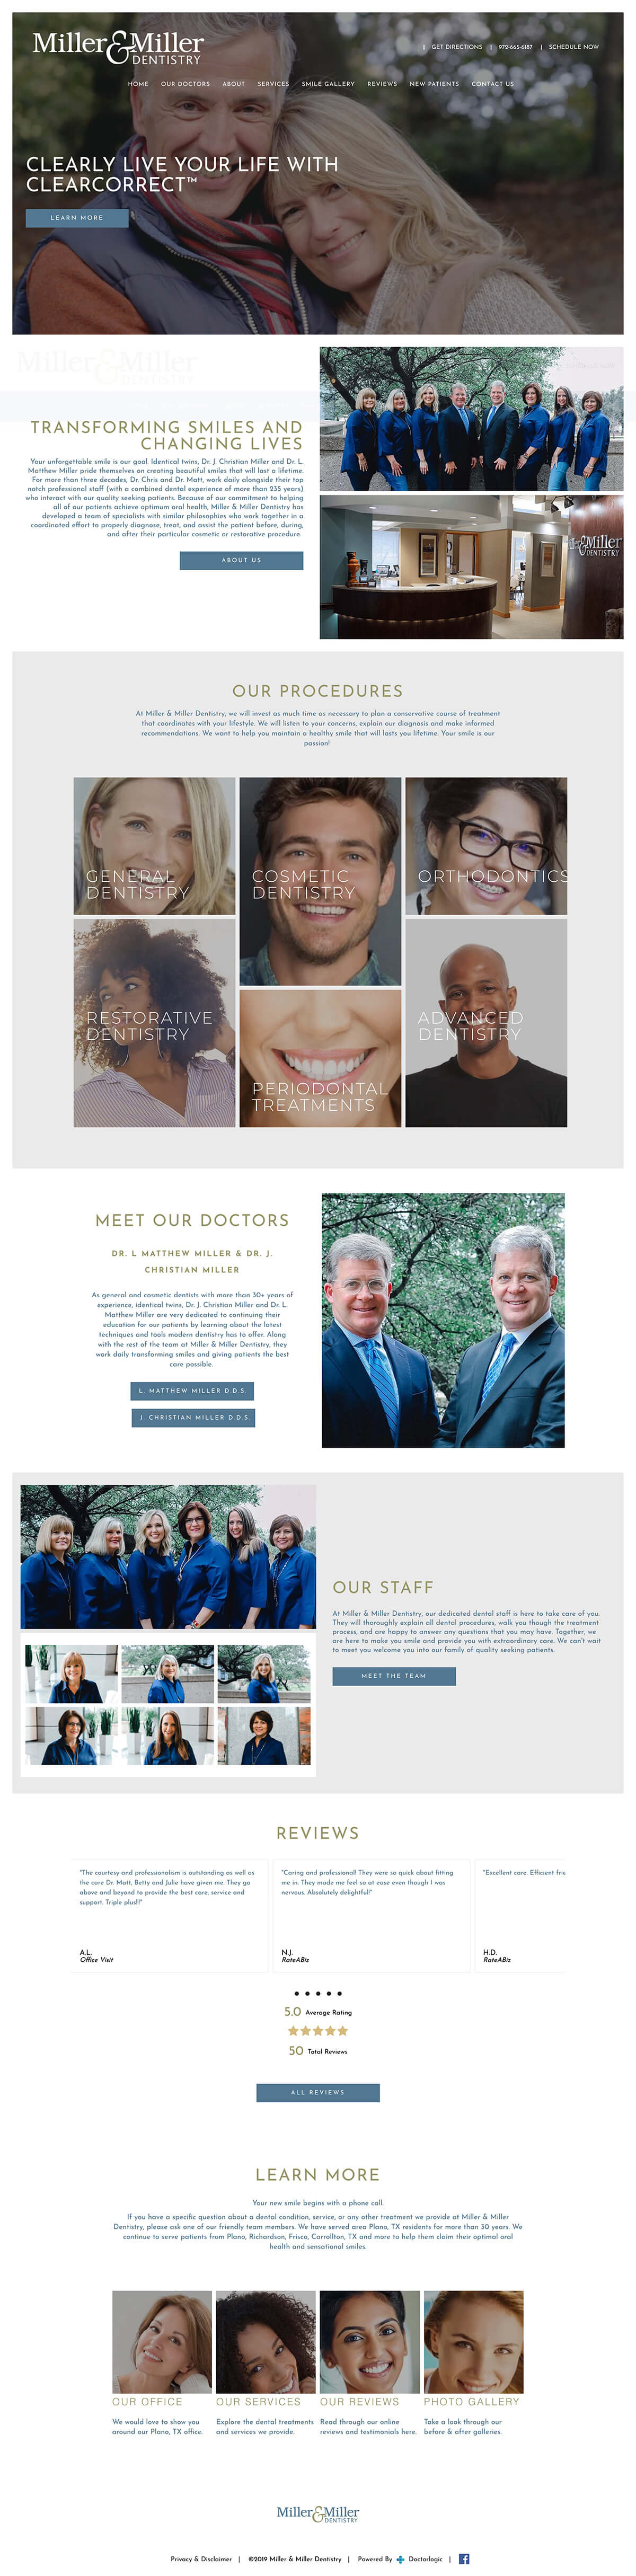 Miller & Miller
DENTISTRY
| GET DIRECTIONS | 972-665-6187 | SCHEDULE NOW
HOME OUR DOCTORS ABOUT SERVICES SMILE GALLERY REVIEWS NEW PATIENTS CONTACT US
CLEARLY LIVE YOUR LIFE WITH
CLEARCORRECT™
LEARN MORE
Miller & Miller
DENTISTRY
TRANSFORMING SMILES AND
CHANGING LIVES
Your unforgettable smile is our goal. Identical twins, Dr. J. Christian Miller and Dr. L.
Matthew Miller pride themselves on creating beautiful smiles that will last a lifetime.
For more than three decades, Dr. Chris and Dr. Matt, work daily alongside their top
notch professional staff (with a combined dental experience of more than 235 years)
who interact with our quality seeking patients. Because of our commitment to helping
all of our patients achieve optimum oral health, Miller & Miller Dentistry has
developed a team of specialists with similar philosophies who work together in a
coordinated effort to properly diagnose, treat, and assist the patient before, during,
and after their particular cosmetic or restorative procedure.
ABOUT US
& Miller
DENTISTRY
OUR PROCEDURES
At Miller & Miller Dentistry, we will invest as much time as necessary to plan a conservative course of treatment
that coordinates with your lifestyle. We will listen to your concerns, explain our diagnosis and make informed
recommendations. We want to help you maintain a healthy smile that will lasts you lifetime. Your smile is our
passion!
GENERAL
DENTISTRY
COSMETIC
DENTISTRY
ORTHODONTICS
RESTORATIVE
DENTISTRY
PERIODONTAL
TREATMENTS
ADVANCED
DENTISTRY
MEET OUR DOCTORS
DR. L MATTHEW MILLER & DR. J.
CHRISTIAN MILLER
As general and cosmetic dentists with more than 30+ years of
experience, identical twins, Dr. J. Christian Miller and Dr. L.
Matthew Miller are very dedicated to continuing their
education for our patients by learning about the latest
techniques and tools modern dentistry has to offer. Along
with the rest of the team at Miller & Miller Dentistry, they
work daily transforming smiles and giving patients the best
care possible.
L. MATTHEW MILLER D.D.S.
J. CHRISTIAN MILLER D.D.S.
OUR STAFF
At Miller & Miller Dentistry, our dedicated dental staff is here to take care of you.
They will thoroughly explain all dental procedures, walk you though the treatment
process, and are happy to answer any questions that you may have. Together, we
are here to make you smile and provide you with extraordinary care. We can't wait
to meet you welcome you into our family of quality seeking patients.
MEET THE TEAM
REVIEWS
"The courtesy and professionalism is outstanding as well as
the care Dr. Matt, Betty and Julie have given me. They go
above and beyond to provide the best care, service and
support. Triple plus!!!"
A.L.
Office Visit
"Caring and professional! They were so quick about fitting
me in. They made me feel so at ease even though I was
nervous. Absolutely delightful!"
N.J.
RateABiz
"Excellent care. Efficient frie
H.D.
RateABiz
5.0 Average Rating
50 Total Reviews
ALL REVIEWS
LEARN MORE
Your new smile begins with a phone call.
If you have a specific question about a dental condition, service, or any other treatment we provide at Miller & Miller
Dentistry, please ask one of our friendly team members. We have served area Plano, TX residents for more than 30 years. We
continue to serve patients from Plano, Richardson, Frisco, Carrollton, TX and more to help them claim their optimal oral
health and sensational smiles.
OUR OFFICE
We would love to show you
around our Plano, TX office.
OUR SERVICES
Explore the dental treatments
and services we provide.
OUR REVIEWS
Read through our online
reviews and testimonials here.
PHOTO GALLERY
Take a look through our
before & after galleries.
Miller & Miller
DENTISTRY
Privacy & Disclaimer | ©2019 Miller & Miller Dentistry | Powered By Doctorlogic |